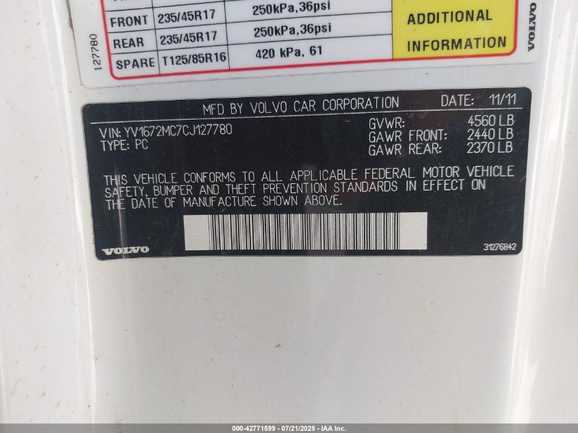 FRONT 235/45R17 250kPa,36psi
REAR 235/45R17 250kPa,36psi
SPARE T125/85R16 420 kPa. 61
ADDITIONAL
INFORMATION
127780
VOLVO
MFD BY VOLVO CAR CORPORATION DATE: 11/11
VIN: YV1672MC7CJ127780 GVWR: 4560 LB
TYPE: PC GAWR FRONT: 2440 LB
GAWR REAR: 2370 LB
THIS VEHICLE CONFORMS TO ALL APPLICABLE FEDERAL MOTOR VEHICLE
SAFETY, BUMPER AND THEFT PREVENTION STANDARDS IN EFFECT ON
THE DATE OF MANUFACTURE SHOWN ABOVE.
VOLVO 31276842
000-42771599 - 07/21/2025 - IAA Inc.